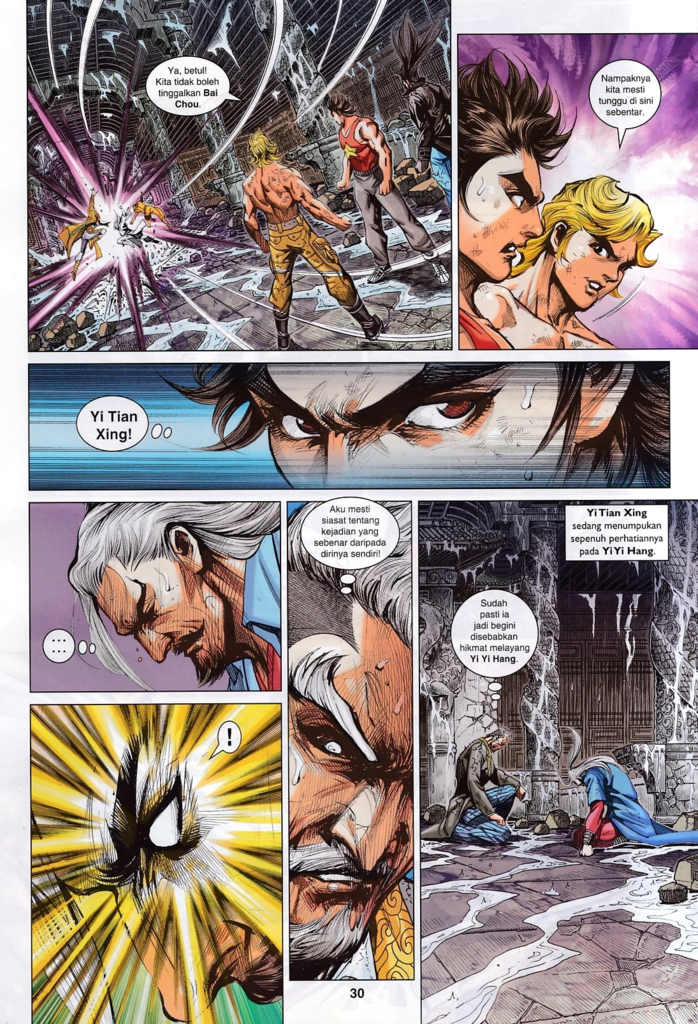 Ya, betul!
Kita tidak boleh
tinggalkan Bai
Chou.
Nampaknya
kita mesti
tunggu di sini
sebentar.
Yi Tian
Xing!
...
...
Aku mesti
siasat tentang
kejadian yang
sebenar daripada
dirinya sendiri!
Yi Tian Xing
sedang menumpukan
sepenuh perhatiannya
pada Yi Yi Hang.
Sudah
pasti ia
jadi begini
disebabkan
hikmat melayang
Yi Yi Hang.
!
30